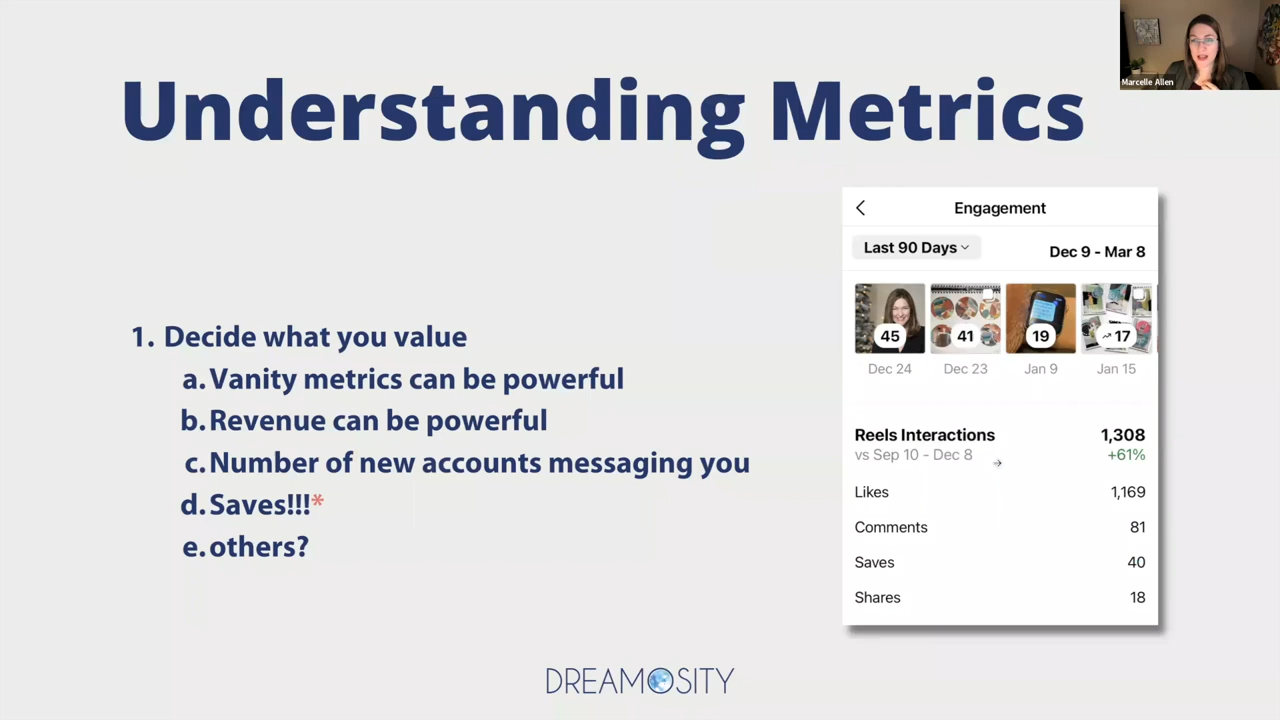 Marcelle Allen
Understanding Metrics
1. Decide what you value
a. Vanity metrics can be powerful
b. Revenue can be powerful
c. Number of new accounts messaging you
d. Saves!!!*
e. others?
Engagement
Last 90 Days
Dec 9 - Mar 8
45 41 19 17
Dec 24 Dec 23 Jan 9 Jan 15
Reels Interactions 1,308
vs Sep 10 - Dec 8 +61%
Likes 1,169
Comments 81
Saves 40
Shares 18
DREAMOSITY